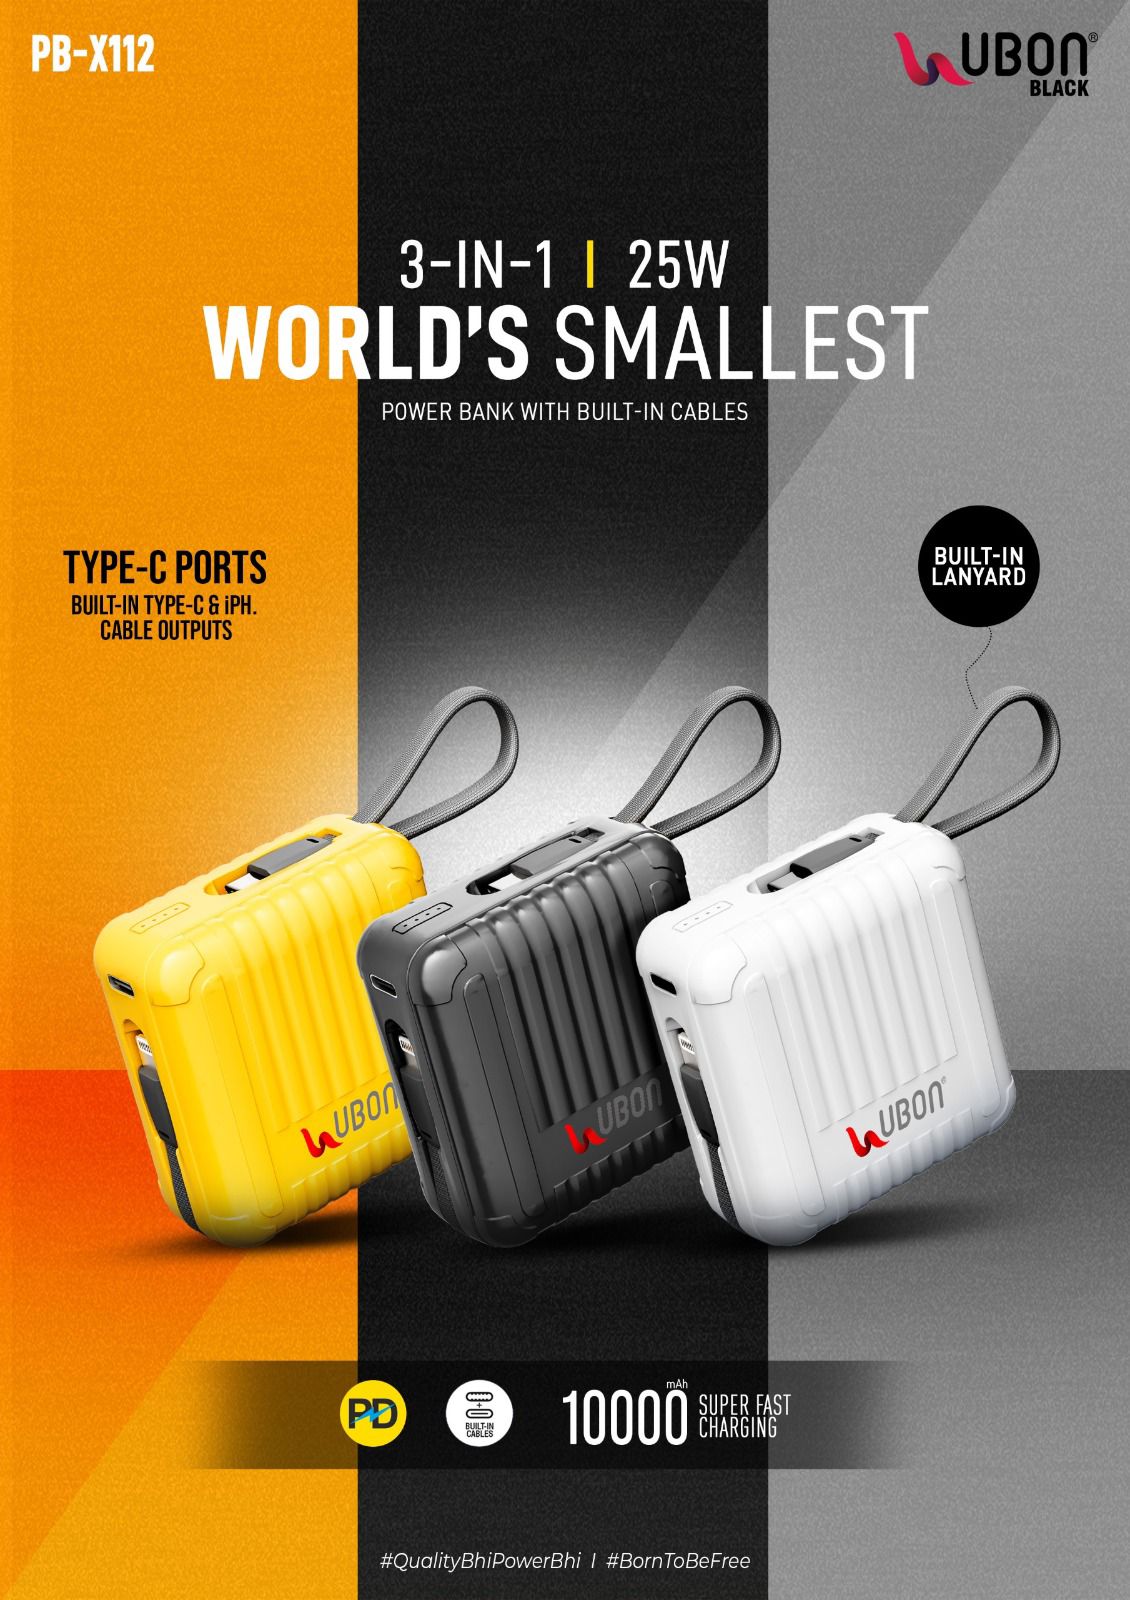 PB-X112
UBON®
BLACK
3-IN-1 | 25W
WORLD'S SMALLEST
POWER BANK WITH BUILT-IN CABLES
TYPE-C PORTS
BUILT-IN TYPE-C & iPH.
CABLE OUTPUTS
BUILT-IN
LANYARD
UBON
UBON
UBON®
PD
BUILT-IN
CABLES
10000 mAh
SUPER FAST
CHARGING
#QualityBhiPowerBhi | #BornToBeFree